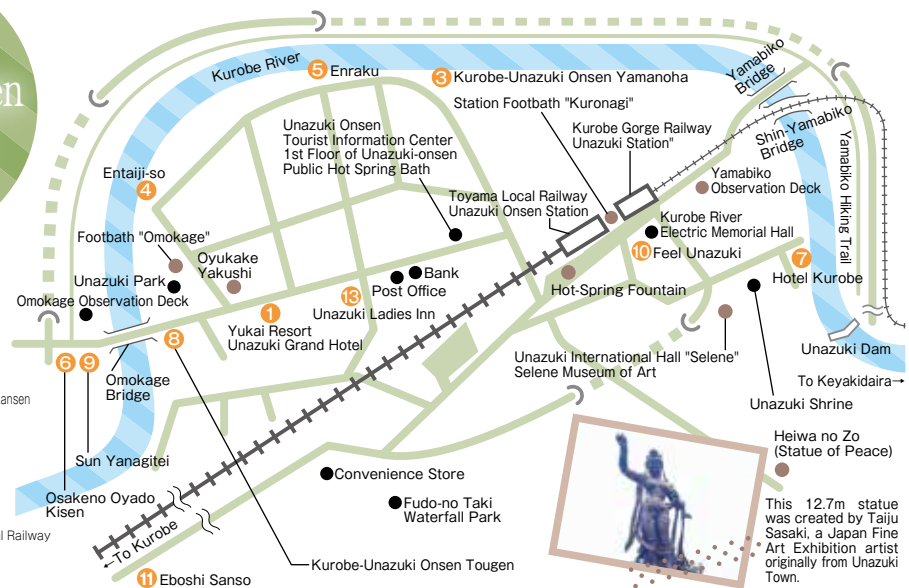 en
Kurobe River
5 Enraku
3 Kurobe-Unazuki Onsen Yamanoha
Station Footbath "Kuronagi"
Yamabiko
Bridge
Kurobe Gorge Railway
Unazuki Station"
Shin-Yamabiko
Bridge
Yamabiko Hiking Trail
Unazuki Onsen
Tourist Information Center
1st Floor of Unazuki-onsen
Public Hot Spring Bath
Entaiji-so
4
Toyama Local Railway
Unazuki Onsen Station
Yamabiko
Observation Deck
Kurobe River
Electric Memorial Hall
10 Feel Unazuki
7
Hotel Kurobe
Footbath "Omokage"
Oyukake
Yakushi
Unazuki Park
Omokage Observation Deck
Bank
Post Office
Hot-Spring Fountain
13
Unazuki Ladies Inn
1
Yukai Resort
Unazuki Grand Hotel
8
6 9
Omokage
Bridge
Unazuki International Hall "Selene"
Selene Museum of Art
Unazuki Dam
To Keyakidaira→
Unazuki Shrine
ansen
Sun Yanagitei
Osakeno Oyado
Kisen
Heiwa no Zo
(Statue of Peace)
Convenience Store
Fudo-no Taki
Waterfall Park
This 12.7m statue
was created by Taiju
Sasaki, a Japan Fine
Art Exhibition artist
originally from Unazuki
Town.
al Railway
←To Kurobe
Kurobe-Unazuki Onsen Tougen
11 Eboshi Sanso